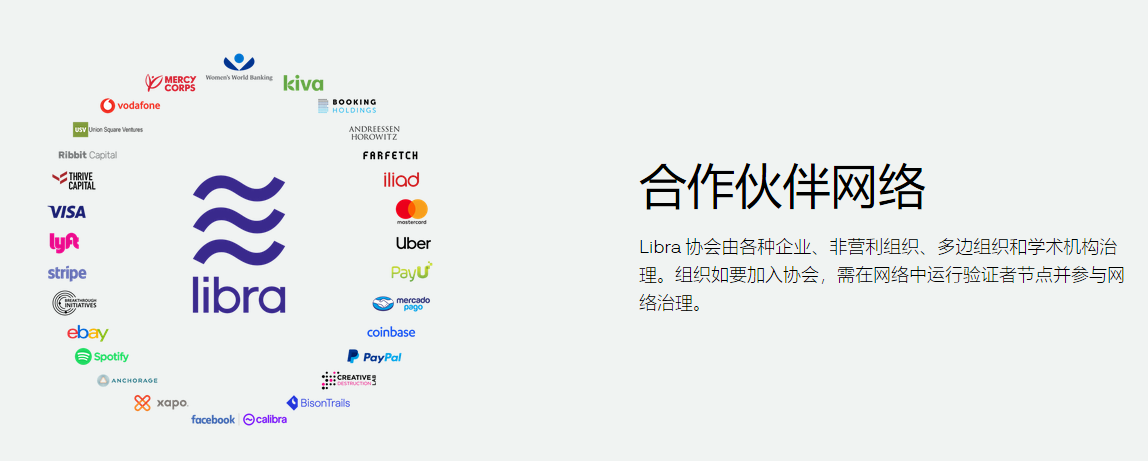 Women's World Banking
MERCY
CORPS
kiva
vodafone
BOOKING
HOLDINGS
USV Union Square Ventures
ANDREESSEN
HOROWITZ
Ribbit Capital
FARFETCH
THRIVE
CAPITAL
iliad
VISA
mastercard
lyft
Uber
stripe
PayU
BREAKTHROUGH
INITIATIVES
mercado
pago
ebay
coinbase
Spotify
PayPal
ANCHORAGE
CREATIVE
DESTRUCTION
LAB
xapo
BisonTrails
facebook
calibra
libra
合作伙伴网络
Libra 协会由各种企业、非营利组织、多边组织和学术机构治
理。组织如要加入协会，需在网络中运行验证者节点并参与网
络治理。